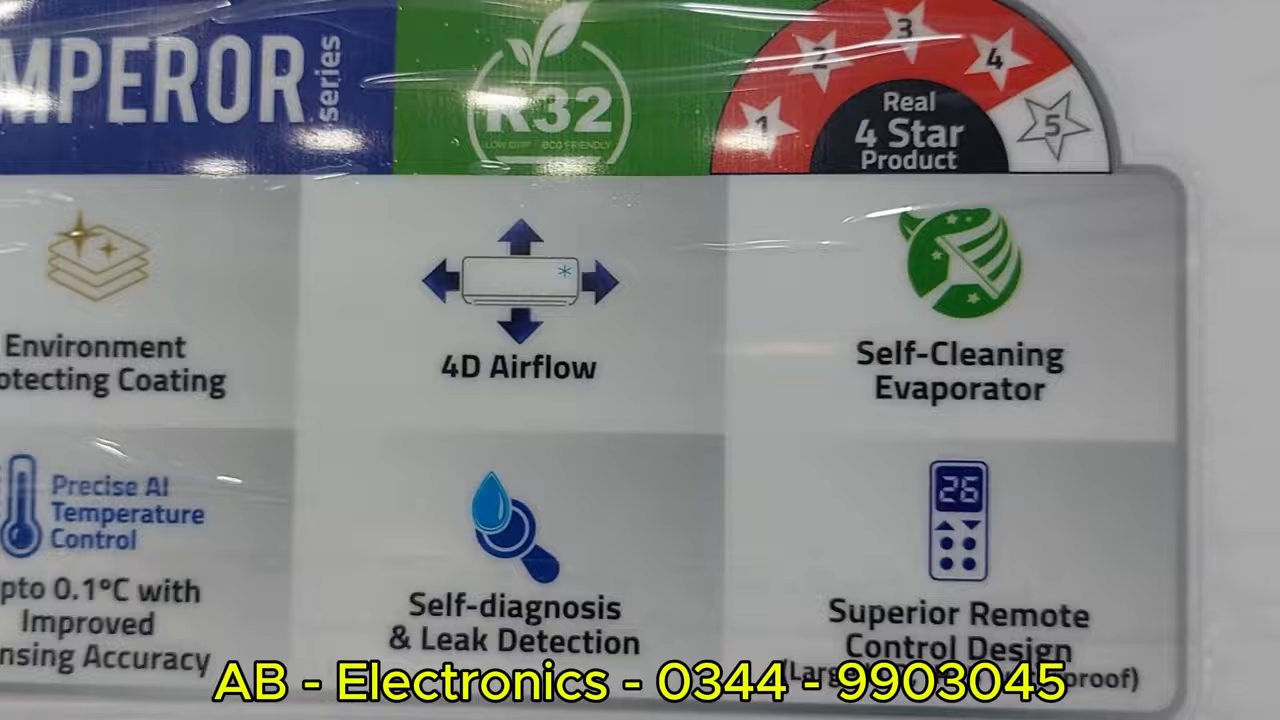 MPEROR series
R32
LOW GWP eco FRIENDLY
1 2 3 4 5
Real
4 Star
Product
Environment
otecting Coating
4D Airflow
Self-Cleaning
Evaporator
Precise AI
Temperature
Control
pto 0.1°C with
Improved
nsing Accuracy
Self-diagnosis
& Leak Detection
26
Superior Remote
Control Design
(Larg proof)
AB - Electronics - 0344 - 9903045